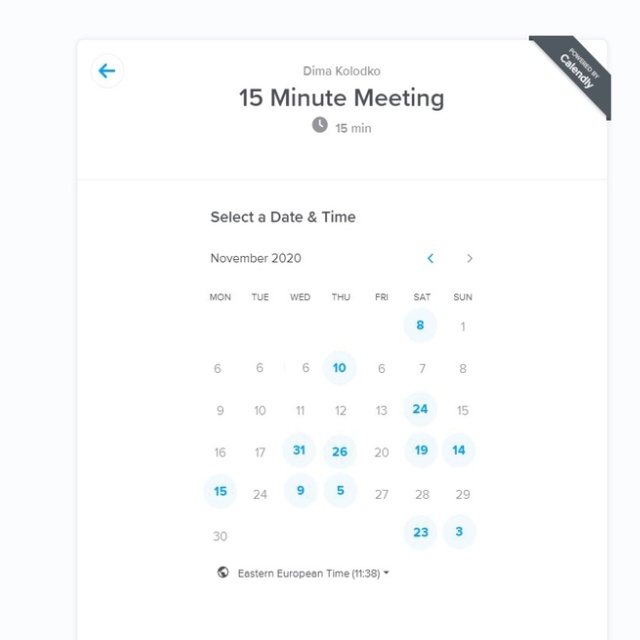 POWERED BY
Calendly
Dima Kolodko
15 Minute Meeting
15 min
Select a Date & Time
November 2020
MON TUE WED THU FRI SAT SUN
8 1
6 6 6 10 6 7 8
9 10 11 12 13 24 15
16 17 31 26 20 19 14
15 24 9 5 27 28 29
30 23 3
Eastern European Time (11:38)